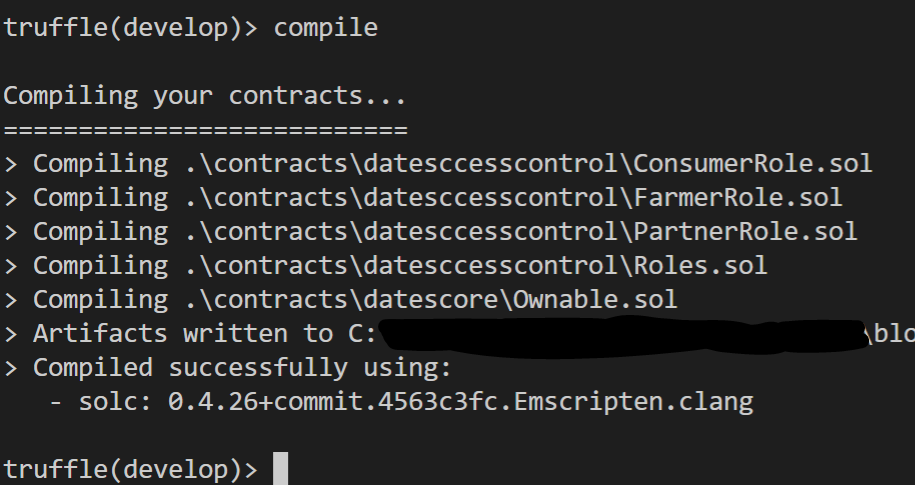 truffle(develop)> compile
Compiling your contracts...
===========================
> Compiling .\contracts\datesccesscontrol\ConsumerRole.sol
> Compiling .\contracts\datesccesscontrol\FarmerRole.sol
> Compiling .\contracts\datesccesscontrol\PartnerRole.sol
> Compiling .\contracts\datesccesscontrol\Roles.sol
> Compiling .\contracts\datescore\Ownable.sol
> Artifacts written to C: \blo
> Compiled successfully using:
- solc: 0.4.26+commit.4563c3fc.Emscripten.clang
truffle(develop)>